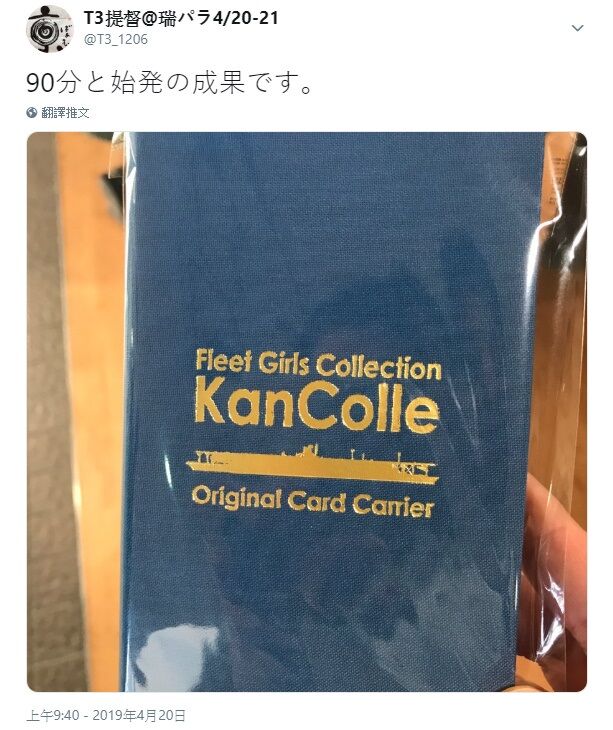 T3提督@瑞パラ4/20-21
@T3_1206
90分と始発の成果です。
翻譯推文
Fleet Girls Collection
KanColle
Original Card Carrier
上午9:40 - 2019年4月20日